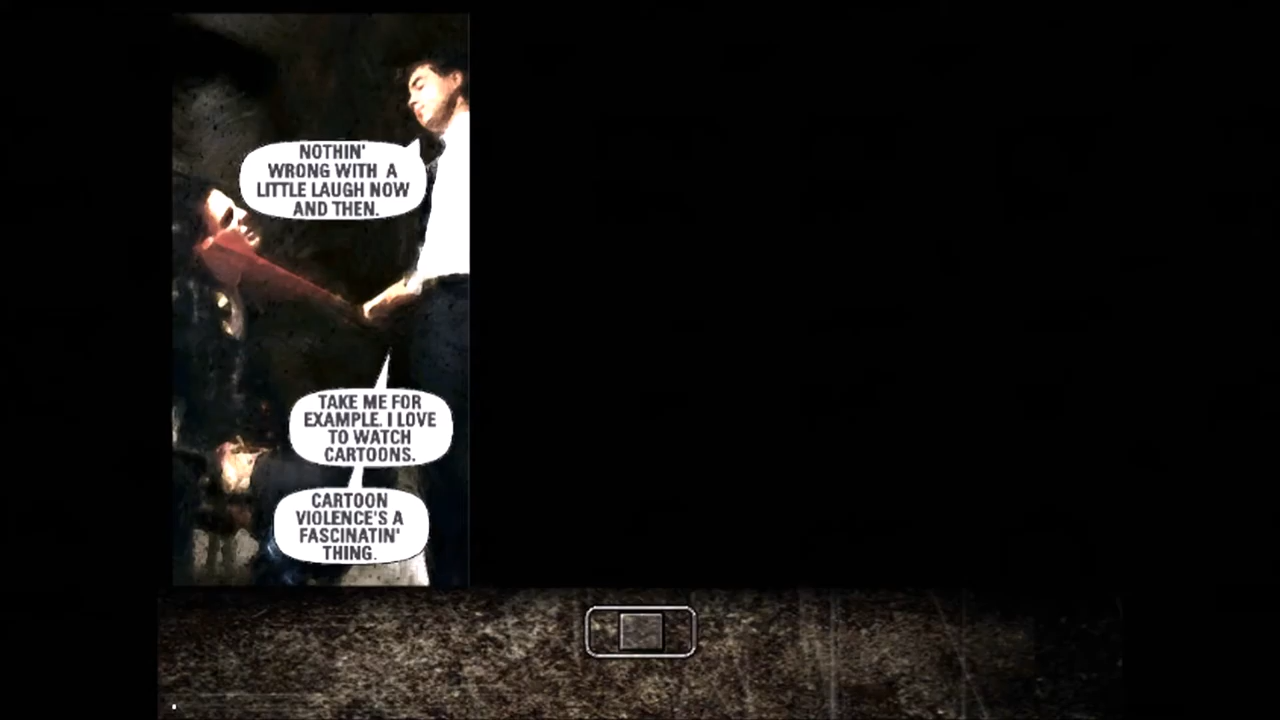 NOTHIN'
WRONG WITH A
LITTLE LAUGH NOW
AND THEN.
TAKE ME FOR
EXAMPLE. I LOVE
TO WATCH
CARTOONS.
CARTOON
VIOLENCE'S A
FASCINATIN'
THING.